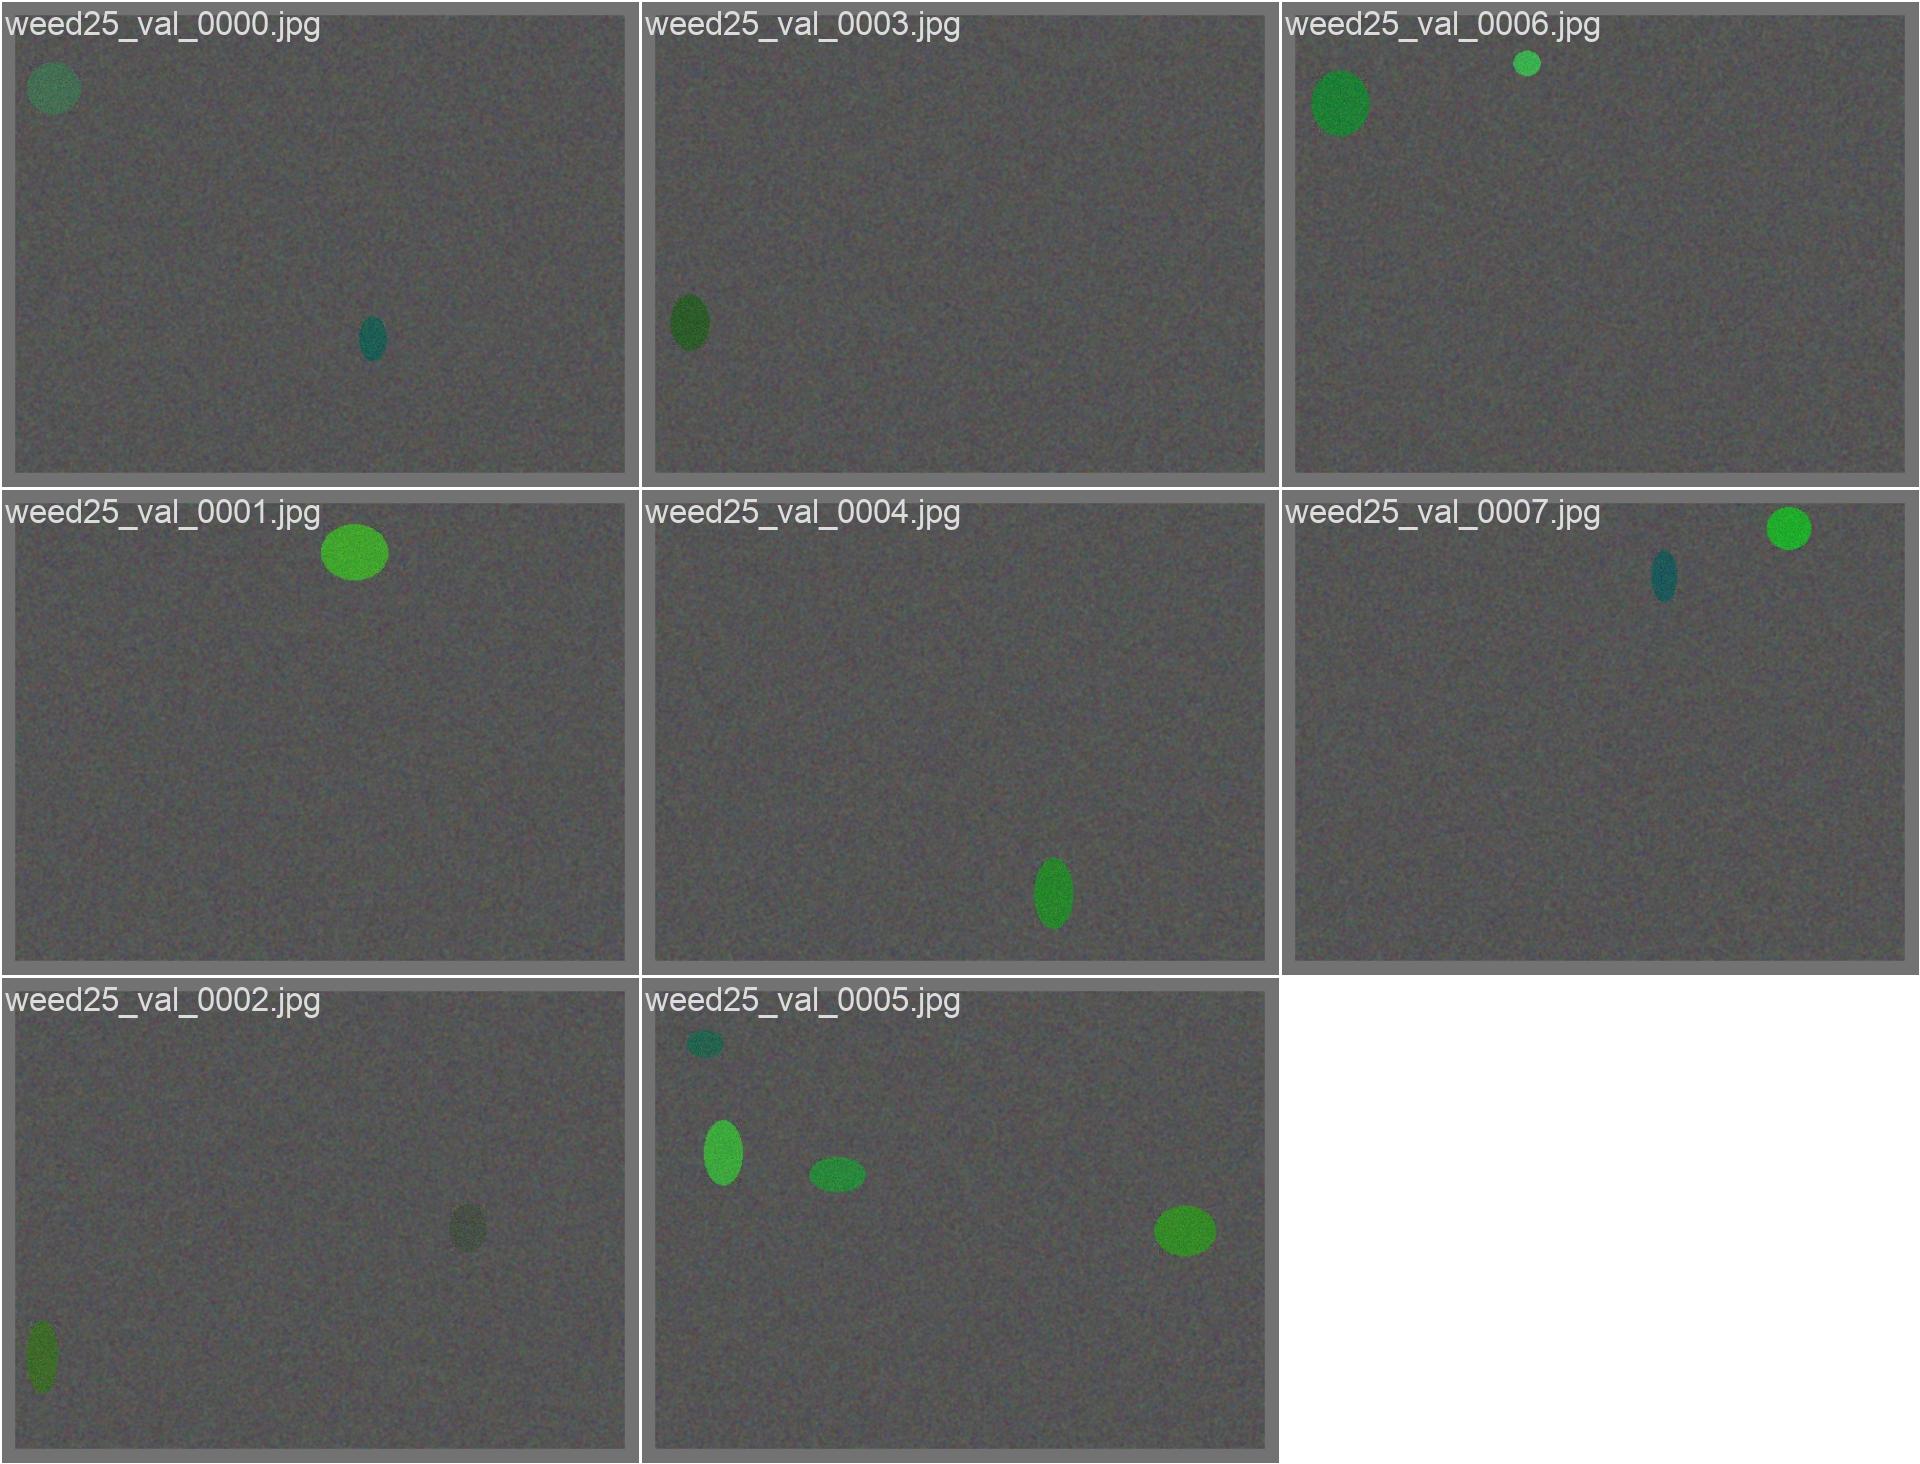 weed25_val_0000.jpg
weed25_val_0003.jpg
weed25_val_0006.jpg
weed25_val_0001.jpg
weed25_val_0004.jpg
weed25_val_0007.jpg
weed25_val_0002.jpg
weed25_val_0005.jpg